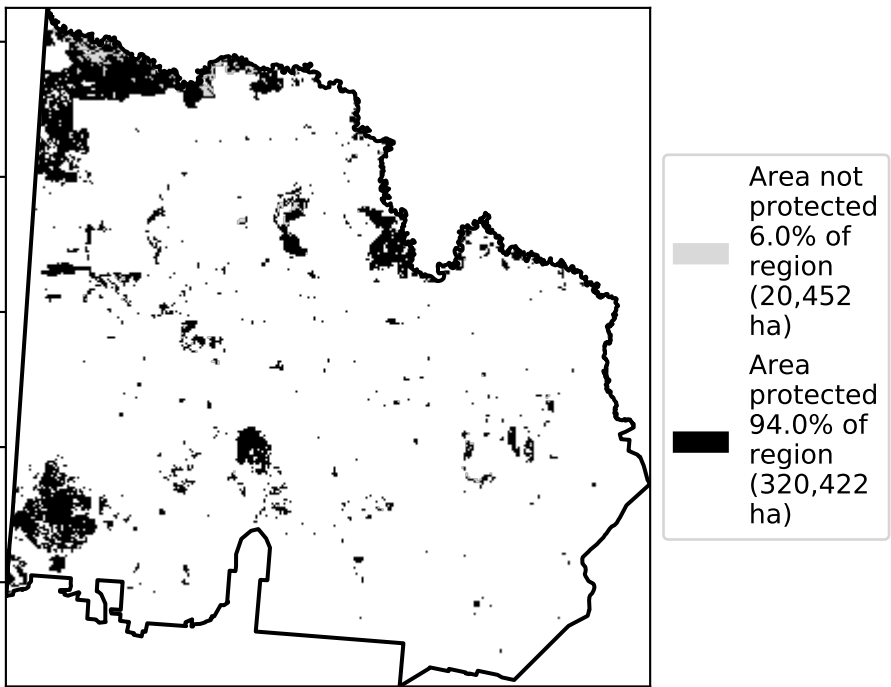 Area not
protected
6.0% of
region
(20,452
ha)
Area
protected
94.0% of
region
(320,422
ha)